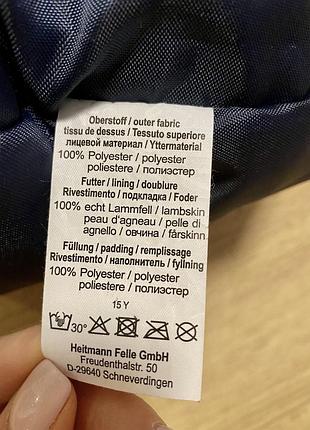 Oberstoff / outer fabric
tissu de dessus / Tessuto superiore
лицевой материал / Yttermaterial
100% Polyester / polyester
poliestere / полиэстер
Futter / lining / doublure
Rivestimento / подкладка / Foder
100% echt Lammfell / lambskin
peau d'agneau / pelle di
agnello / овчина / fårskinn
Füllung / padding / remplissage
Rivestimento / наполнитель / fyllning
100% Polyester / polyester
poliestere / полиэстер
15 Y
30°
Heitmann Felle GmbH
Freudenthalstr. 50
D-29640 Schneverdingen